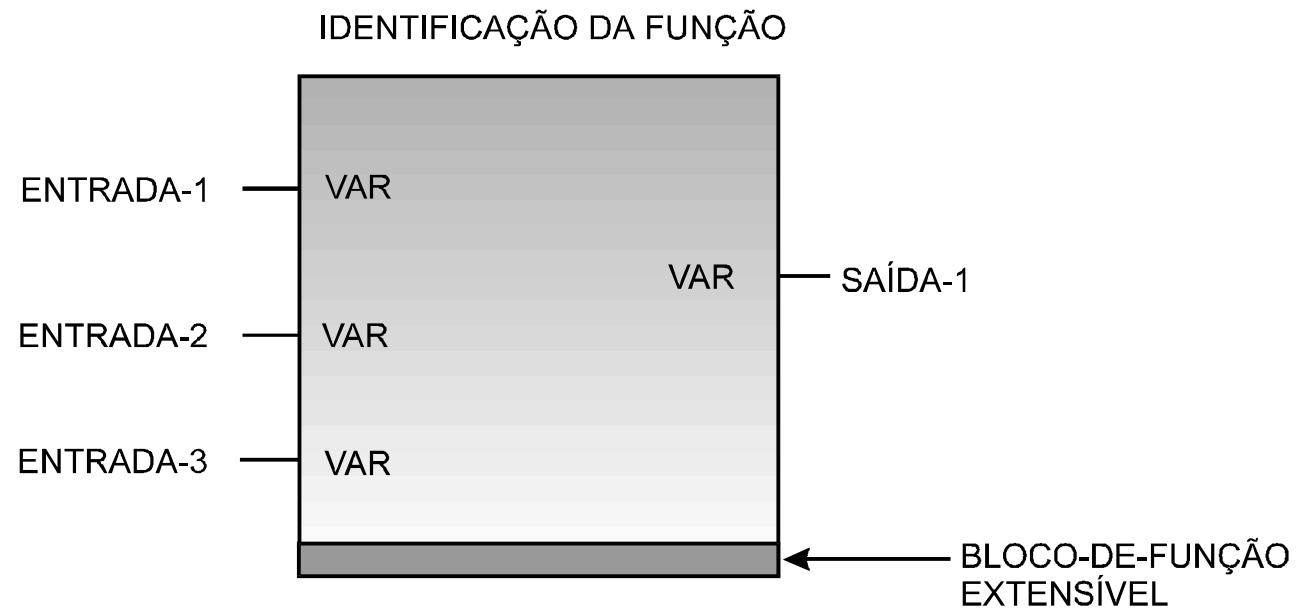 IDENTIFICAÇÃO DA FUNÇÃO
ENTRADA-1
VAR
VAR
SAÍDA-1
ENTRADA-2
VAR
ENTRADA-3
VAR
BLOCO-DE-FUNÇÃO
EXTENSÍVEL